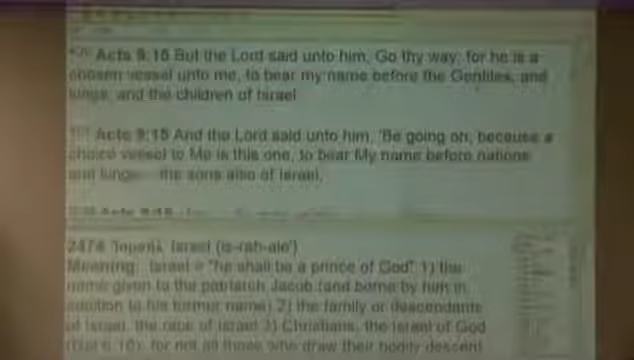 Acts 9:15 But the Lord said unto him, Go thy way: for he is a
chosen vessel unto me, to bear my name before the Gentiles, and
kings, and the children of Israel
Acts 9:15 And the Lord said unto him, 'Be going on, because a
choice vessel to Me is this one, to bear My name before nations
and kings the sons also of Israel,
2474 Israel (is-rah-ale')
Meaning: Israel = "he shall be a prince of God" 1) the
name given to the patriarch Jacob (and borne by him in
addition to his former name) 2) the family or descendants
of Israel, the race of Israel 3) Christians, the Israel of God
for not all those who draw their bodily descent